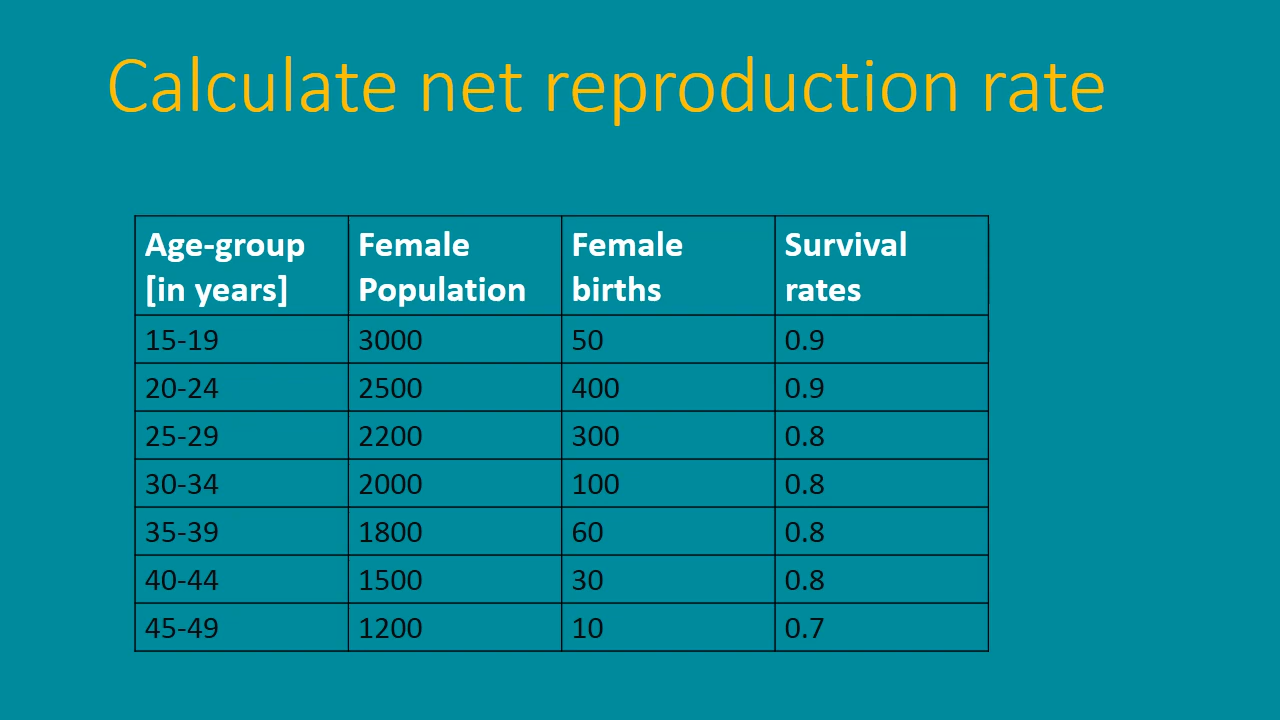 Calculate net reproduction rate
Age-group Female Female Survival
[in years] Population births rates
15-19 3000 50 0.9
20-24 2500 400 0.9
25-29 2200 300 0.8
30-34 2000 100 0.8
35-39 1800 60 0.8
40-44 1500 30 0.8
45-49 1200 10 0.7